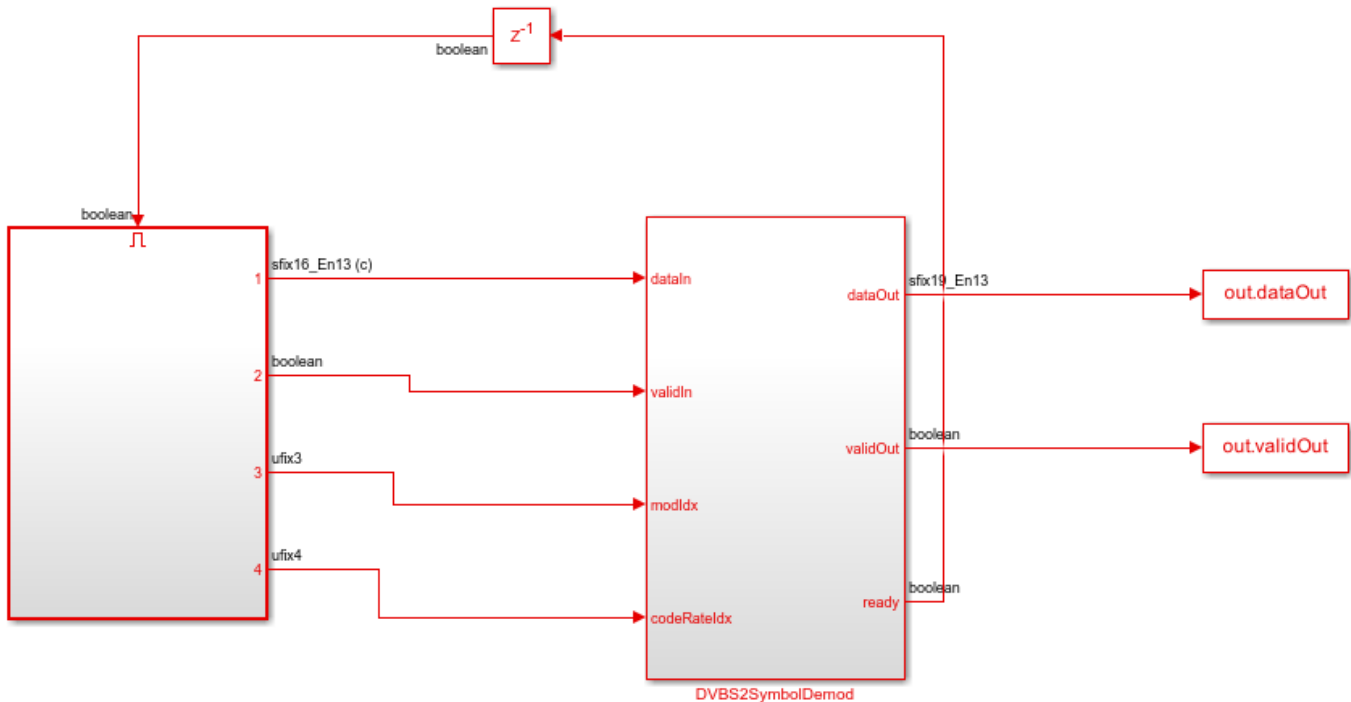 z-1
boolean
boolean
1
sfix16_En13 (c)
dataIn
dataOut
sfix19_En13
out.dataOut
2
boolean
validIn
validOut
boolean
out.validOut
3
ufix3
modIdx
4
ufix4
codeRateIdx
ready
boolean
DVBS2SymbolDemod